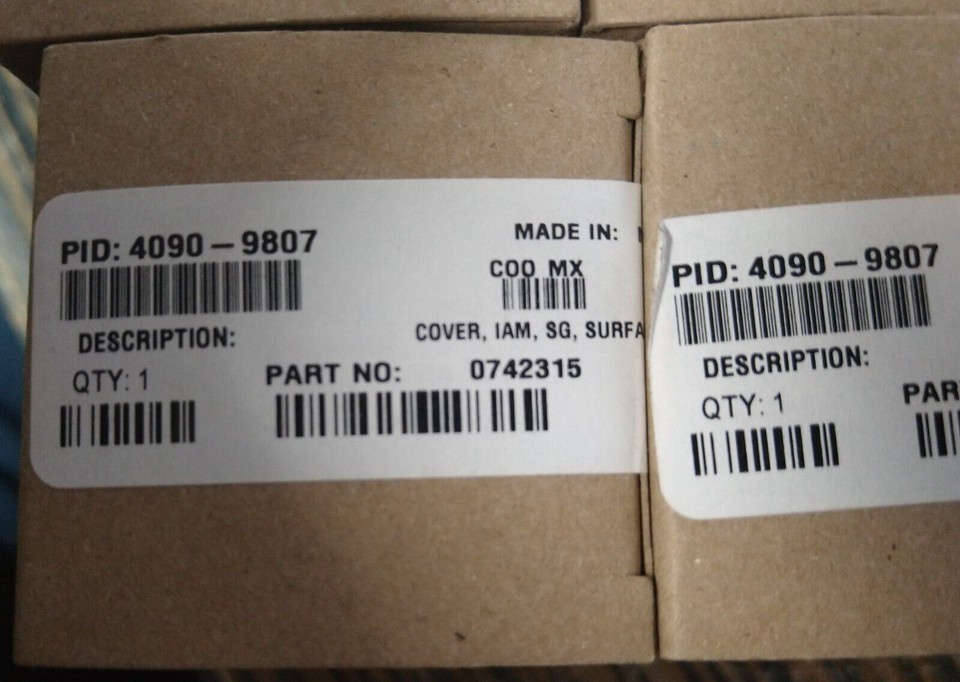 PID: 4090-9807
MADE IN:
COO MX
DESCRIPTION:
COVER, IAM, SG, SURFA
QTY: 1
PART NO: 0742315
PID: 4090-9807
DESCRIPTION:
QTY: 1
PAR